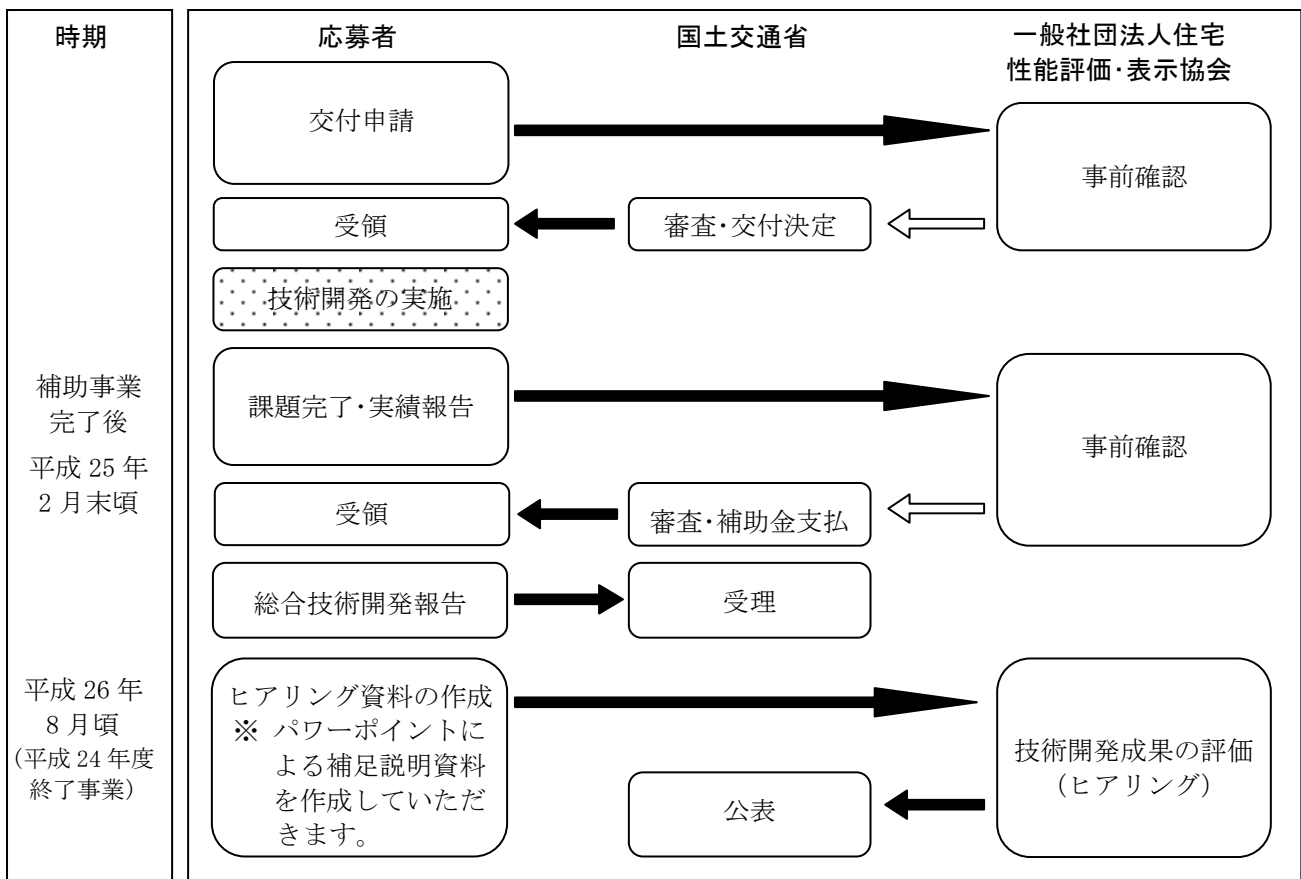 時期
応募者
国土交通省
一般社団法人住宅
性能評価・表示協会
交付申請
事前確認
受領
審査・交付決定
技術開発の実施
補助事業
完了後
平成 25 年
2 月末頃
課題完了・実績報告
事前確認
受領
審査・補助金支払
総合技術開発報告
受理
平成 26 年
8 月頃
(平成 24 年度
終了事業)
ヒアリング資料の作成
※ パワーポイントに
よる補足説明資料
を作成していただ
きます。
技術開発成果の評価
(ヒアリング)
公表